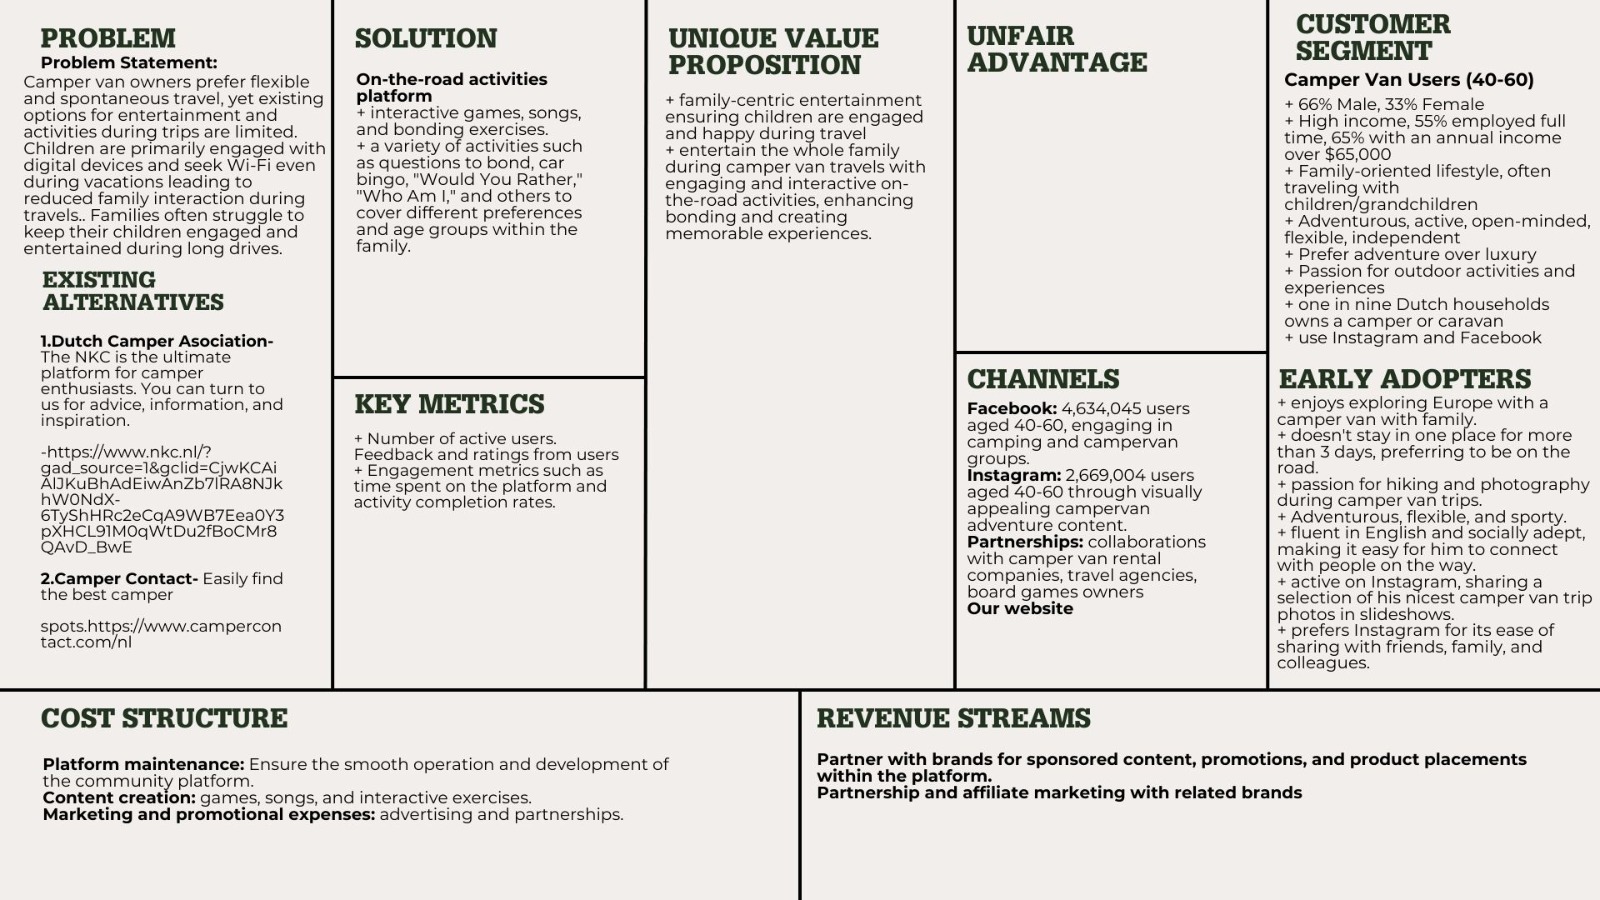 PROBLEM
Problem Statement:
Camper van owners prefer flexible
and spontaneous travel, yet existing
options for entertainment and
activities during trips are limited.
Children are primarily engaged with
digital devices and seek Wi-Fi even
during vacations leading to
reduced family interaction during
travels.. Families often struggle to
keep their children engaged and
entertained during long drives.
EXISTING
ALTERNATIVES
1.Dutch Camper Asociation-
The NKC is the ultimate
platform for camper
enthusiasts. You can turn to
us for advice, information, and
inspiration.
-https://www.nkc.nl/?
gad_source=1&gclid=CjwKCAi
AlJKuBhAdEiwAnZb7lRA8NJk
hW0NdX-
6TyShHRc2eCqA9WB7Eea0Y3
pXHCL91M0qWtDu2fBoCMr8
QAvD_BwE
2.Camper Contact- Easily find
the best camper
spots.https://www.campercon
tact.com/nl
SOLUTION
On-the-road activities
platform
+ interactive games, songs,
and bonding exercises.
+ a variety of activities such
as questions to bond, car
bingo, "Would You Rather,"
"Who Am I," and others to
cover different preferences
and age groups within the
family.
KEY METRICS
+ Number of active users.
Feedback and ratings from users
+ Engagement metrics such as
time spent on the platform and
activity completion rates.
UNIQUE VALUE
PROPOSITION
+ family-centric entertainment
ensuring children are engaged
and happy during travel
+ entertain the whole family
during camper van travels with
engaging and interactive on-
the-road activities, enhancing
bonding and creating
memorable experiences.
UNFAIR
ADVANTAGE
CHANNELS
Facebook: 4,634,045 users
aged 40-60, engaging in
camping and campervan
groups.
Instagram: 2,669,004 users
aged 40-60 through visually
appealing campervan
adventure content.
Partnerships: collaborations
with camper van rental
companies, travel agencies,
board games owners
Our website
CUSTOMER
SEGMENT
Camper Van Users (40-60)
+ 66% Male, 33% Female
+ High income, 55% employed full
time, 65% with an annual income
over $65,000
+ Family-oriented lifestyle, often
traveling with
children/grandchildren
+ Adventurous, active, open-minded,
flexible, independent
+ Prefer adventure over luxury
+ Passion for outdoor activities and
experiences
+ one in nine Dutch households
owns a camper or caravan
+ use Instagram and Facebook
EARLY ADOPTERS
+ enjoys exploring Europe with a
camper van with family.
+ doesn't stay in one place for more
than 3 days, preferring to be on the
road.
+ passion for hiking and photography
during camper van trips.
+ Adventurous, flexible, and sporty.
+ fluent in English and socially adept,
making it easy for him to connect
with people on the way.
+ active on Instagram, sharing a
selection of his nicest camper van trip
photos in slideshows.
+ prefers Instagram for its ease of
sharing with friends, family, and
colleagues.
COST STRUCTURE
Platform maintenance: Ensure the smooth operation and development of
the community platform.
Content creation: games, songs, and interactive exercises.
Marketing and promotional expenses: advertising and partnerships.
REVENUE STREAMS
Partner with brands for sponsored content, promotions, and product placements
within the platform.
Partnership and affiliate marketing with related brands